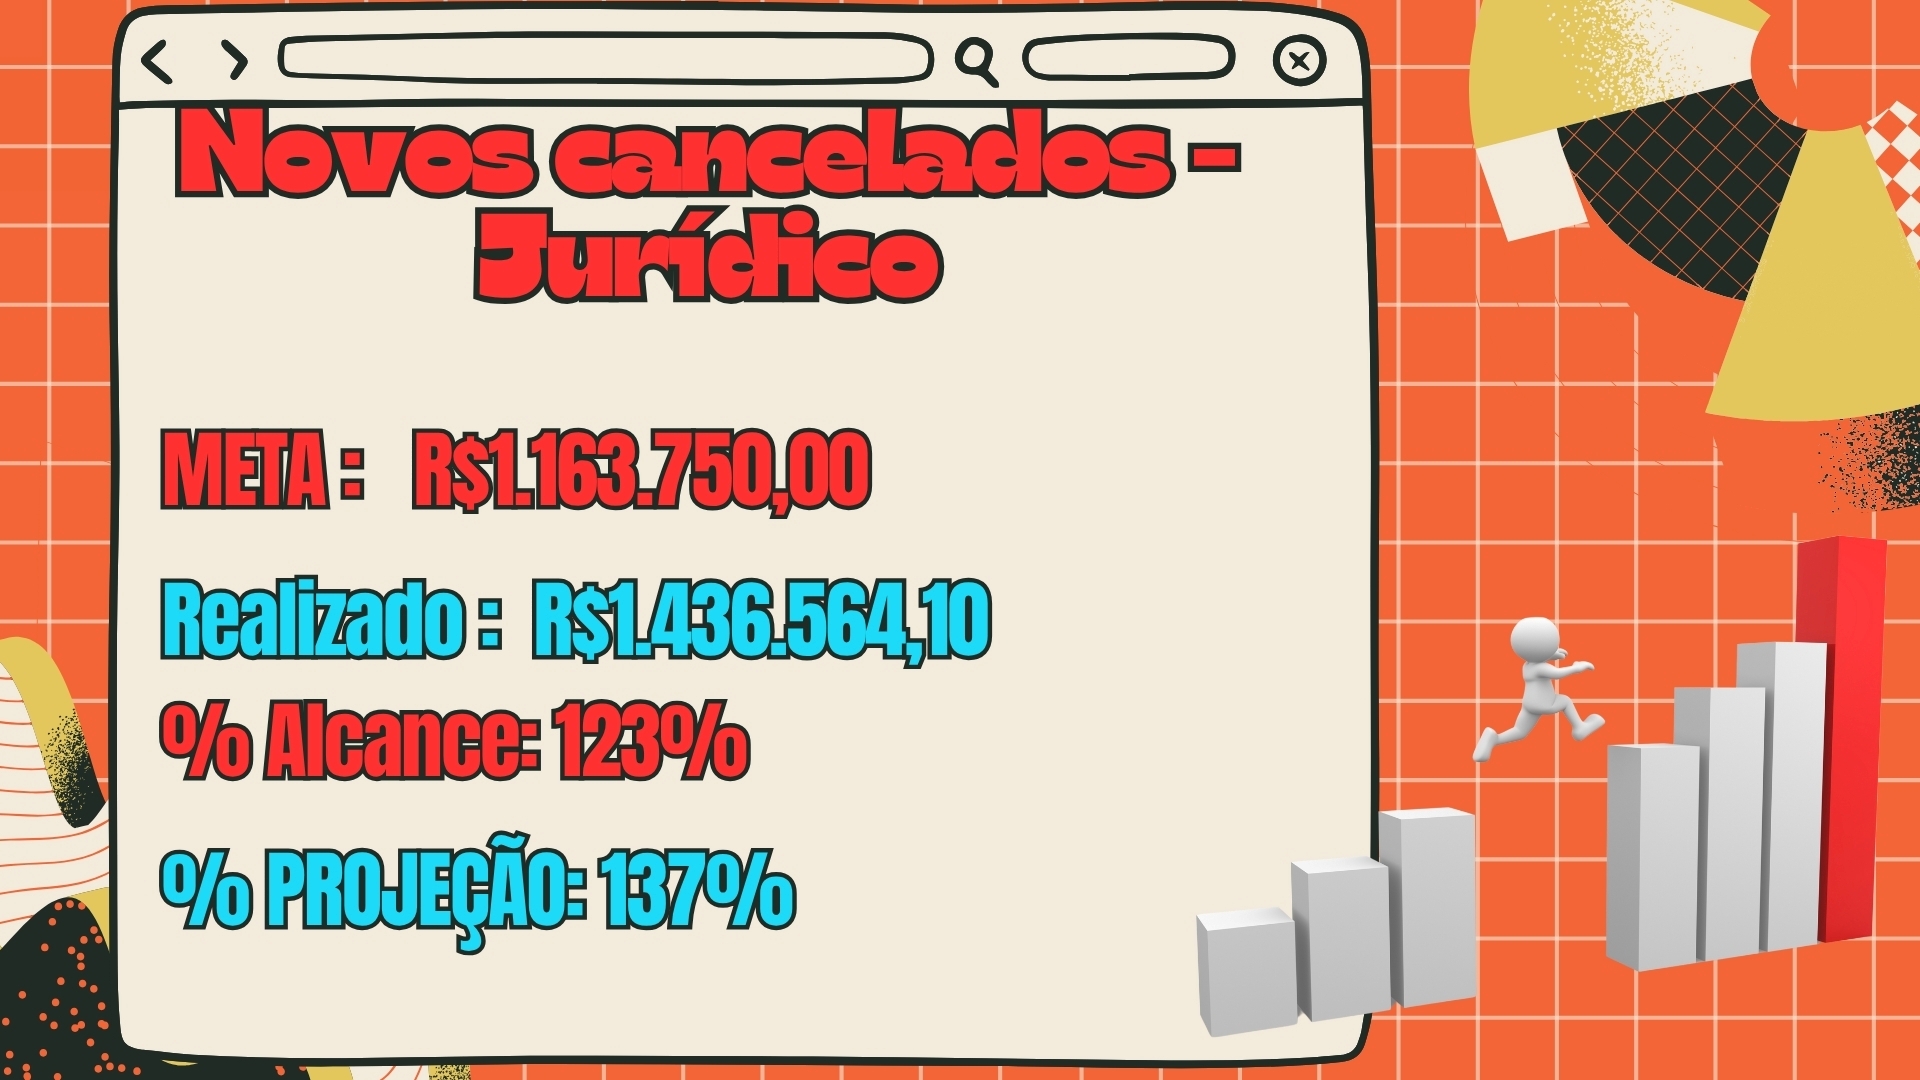 Novos cancelados -
Jurídico
META : R$1.163.750,00
Realizado : R$1.436.564,10
% Alcance: 123%
% PROJEÇÃO: 137%